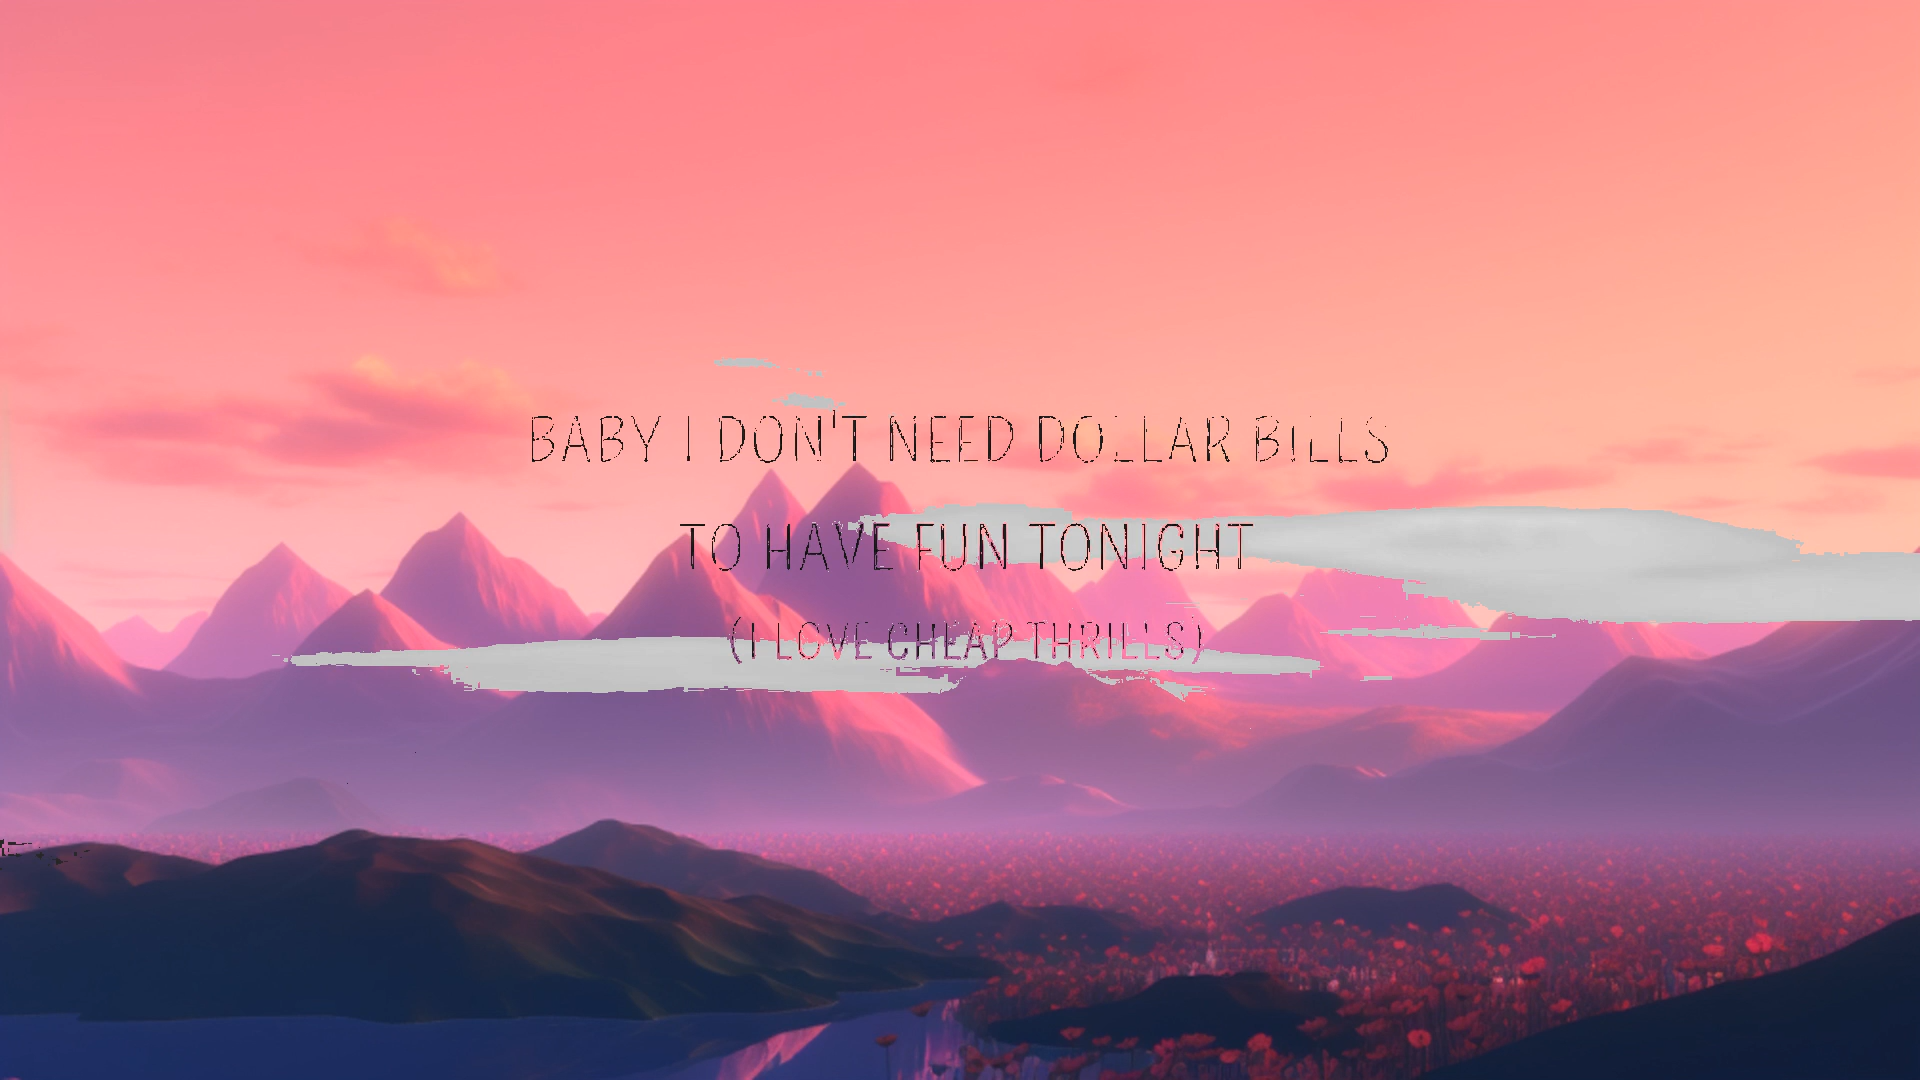 BABY I DON'T NEED DOLLAR BILLS
TO HAVE FUN TONIGHT
(I LOVE CHEAP THRILLS)